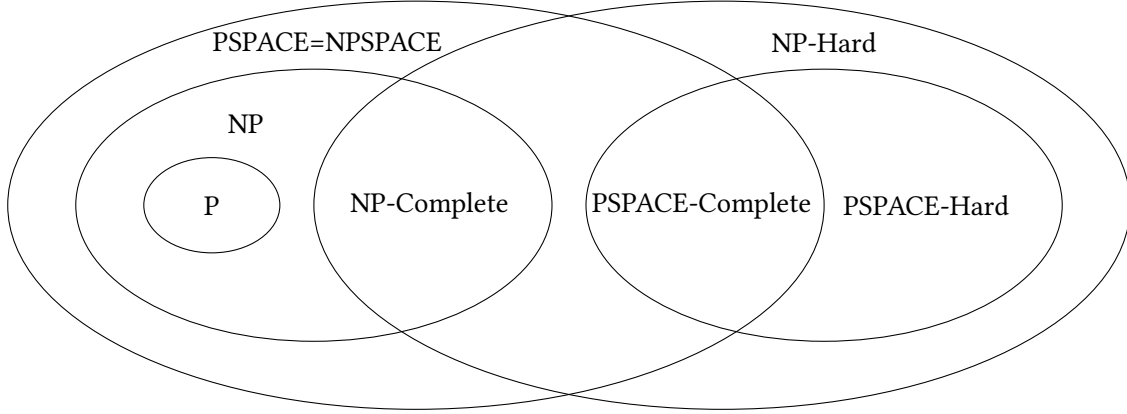 PSPACE=NPSPACE
NP-Hard
NP
P
NP-Complete
PSPACE-Complete
PSPACE-Hard